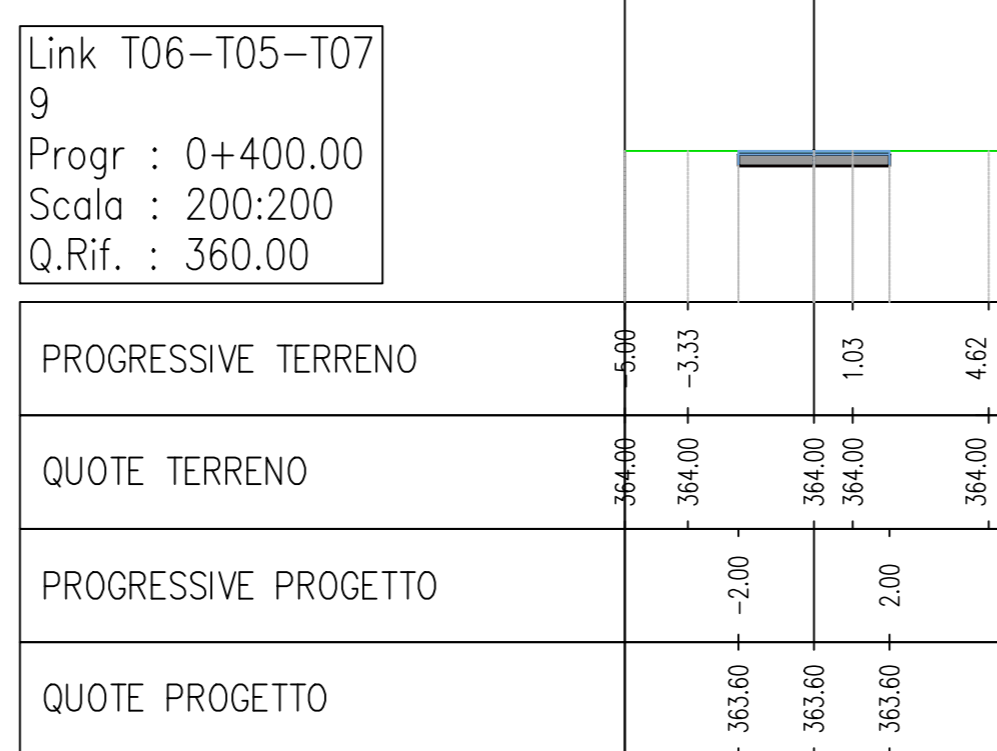 Link T06-T05-T07
9
Progr : 0+400.00
Scala : 200:200
Q.Rif. : 360.00
PROGRESSIVE TERRENO
-5.00
-3.33
1.03
4.62
QUOTE TERRENO
364.00
364.00
364.00
364.00
364.00
PROGRESSIVE PROGETTO
-2.00
2.00
QUOTE PROGETTO
363.60
363.60
363.60